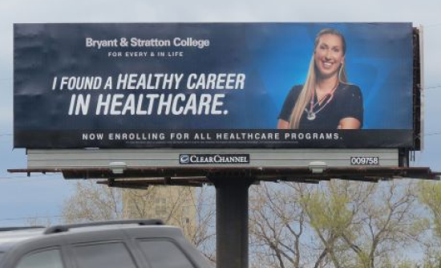 Bryant & Stratton College
FOR EVERY & IN LIFE
I FOUND A HEALTHY CAREER
IN HEALTHCARE.
NOW ENROLLING FOR ALL HEALTHCARE PROGRAMS.
CLEARCHANNEL
009758